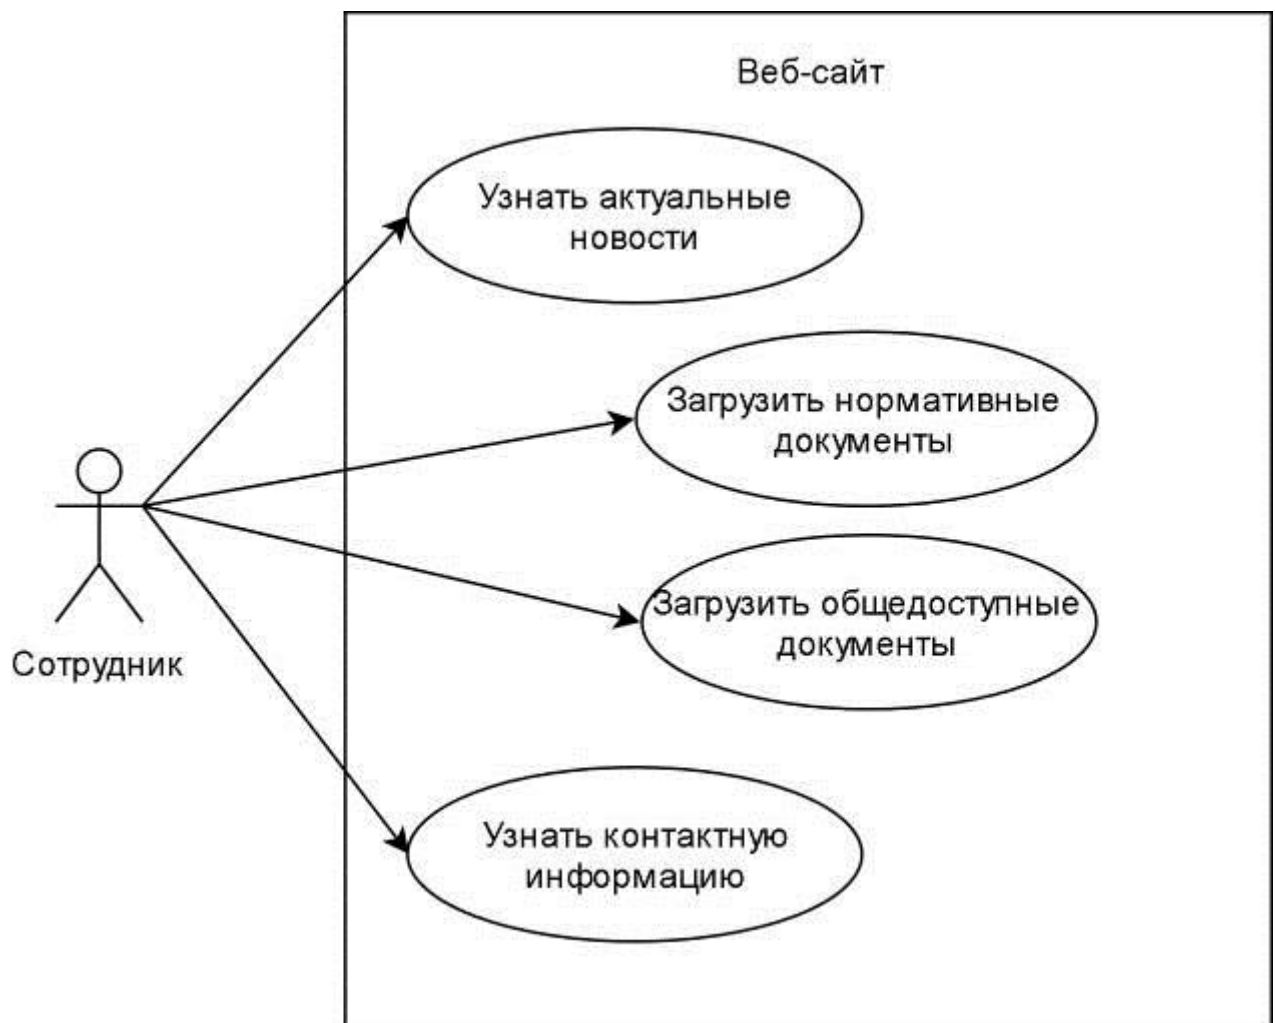 Веб-сайт
Узнать актуальные
новости
Загрузить нормативные
документы
Загрузить общедоступные
документы
Сотрудник
Узнать контактную
информацию